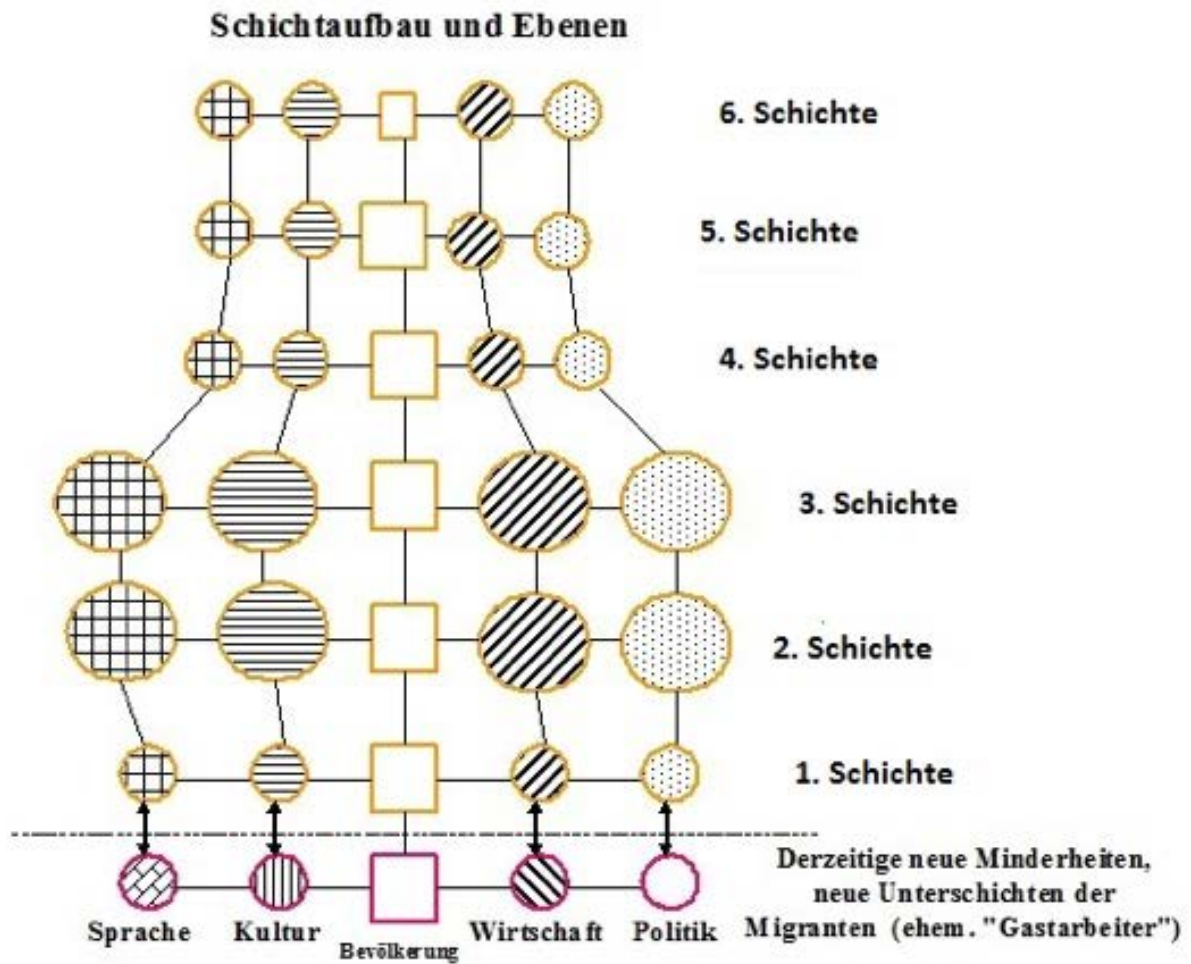 Schichtaufbau und Ebenen
6. Schichte
5. Schichte
4. Schichte
3. Schichte
2. Schichte
1. Schichte
Derzeitige neue Minderheiten,
neue Unterschichten der
Migranten (ehem. "Gastarbeiter")
Sprache Kultur Bevölkerung Wirtschaft Politik